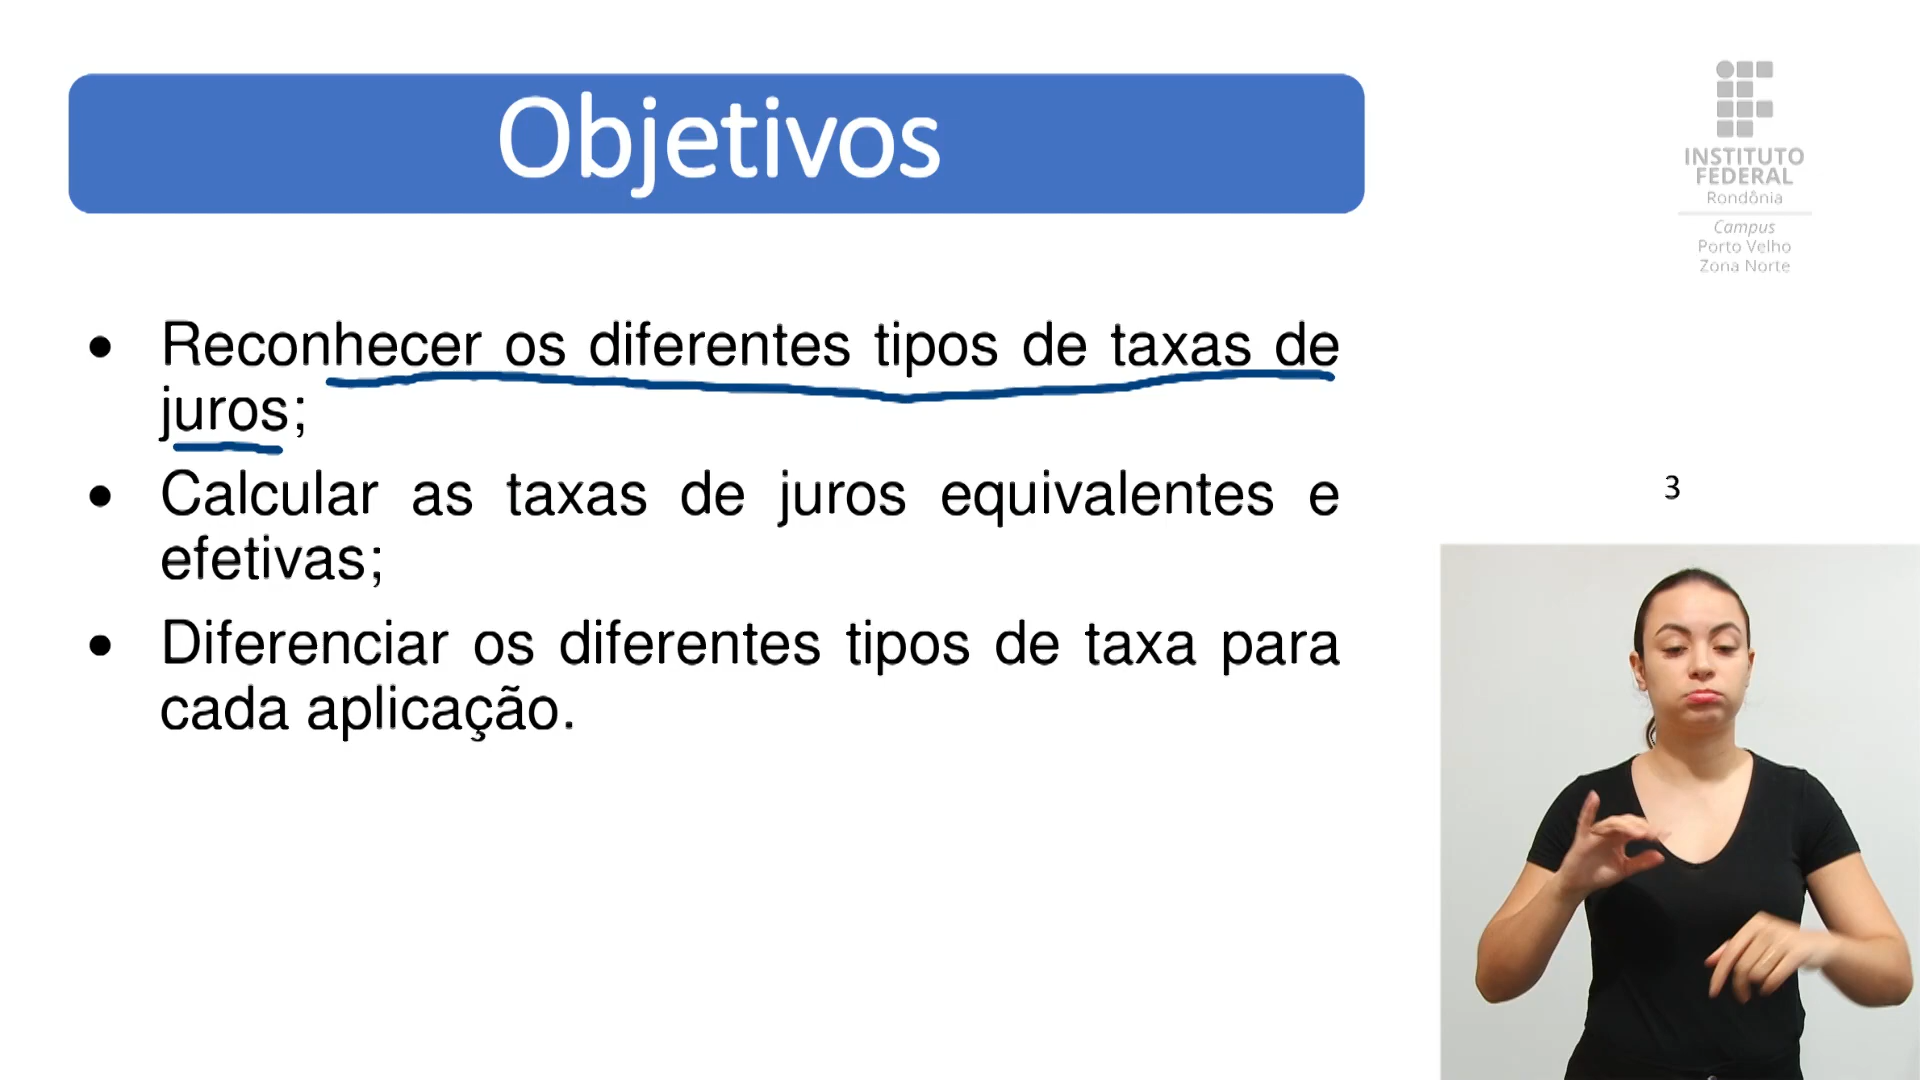 Objetivos
INSTITUTO
FEDERAL
Rondônia
Campus
Porto Velho
Zona Norte
• Reconhecer os diferentes tipos de taxas de
juros;
• Calcular as taxas de juros equivalentes e
efetivas;
• Diferenciar os diferentes tipos de taxa para
cada aplicação.
3